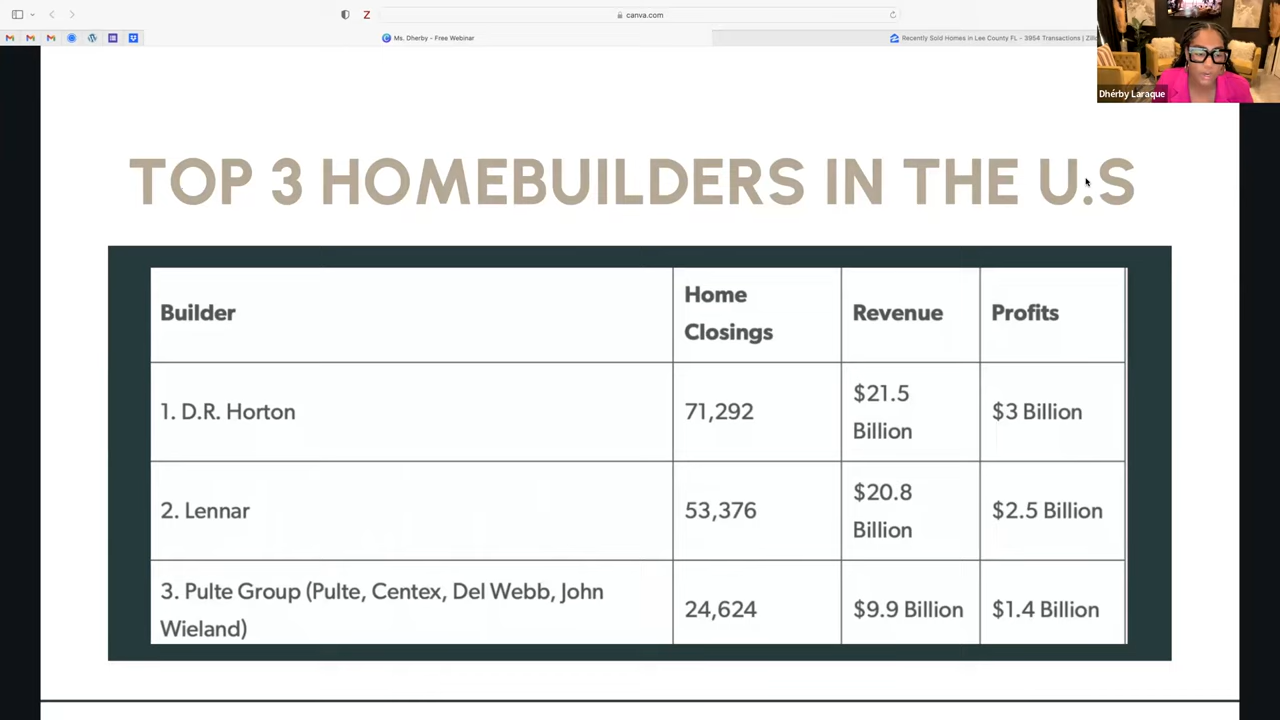 canva.com
Ms. Dherby - Free Webinar
Recently Sold Homes in Lee County FL - 3954 Transactions | Zillo
Dhérby Laraque
TOP 3 HOMEBUILDERS IN THE U.S
Builder
Home
Closings
Revenue
Profits
1. D.R. Horton
71,292
$21.5
Billion
$3 Billion
2. Lennar
53,376
$20.8
Billion
$2.5 Billion
3. Pulte Group (Pulte, Centex, Del Webb, John
Wieland)
24,624
$9.9 Billion
$1.4 Billion